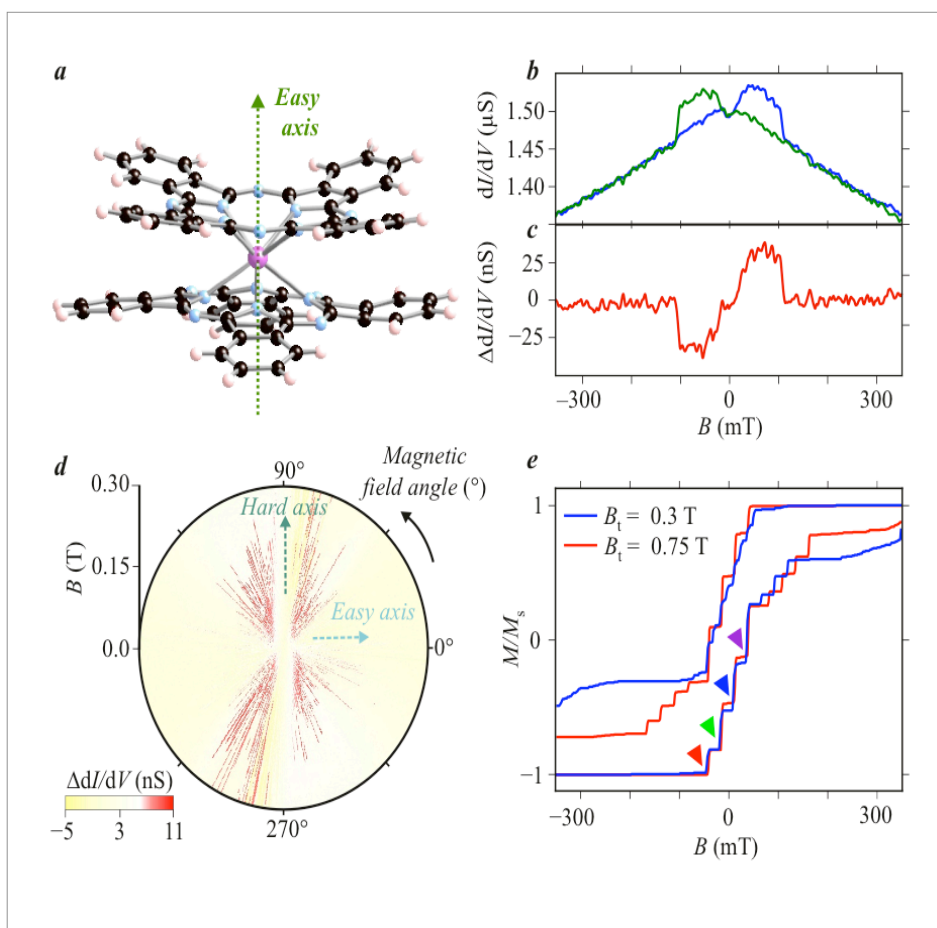 a
Easy
axis
b
1.50
1.45
1.40
dI/dV (µS)
c
25
0
−25
ΔdI/dV (nS)
−300
0
300
B (mT)
d
90°
Magnetic
field angle (°)
0.30
0.15
0.0
B (T)
Hard axis
Easy axis
0°
270°
ΔdI/dV (nS)
−5
3
11
e
1
0
−1
M/Ms
Bt = 0.3 T
Bt = 0.75 T
−300
0
300
B (mT)